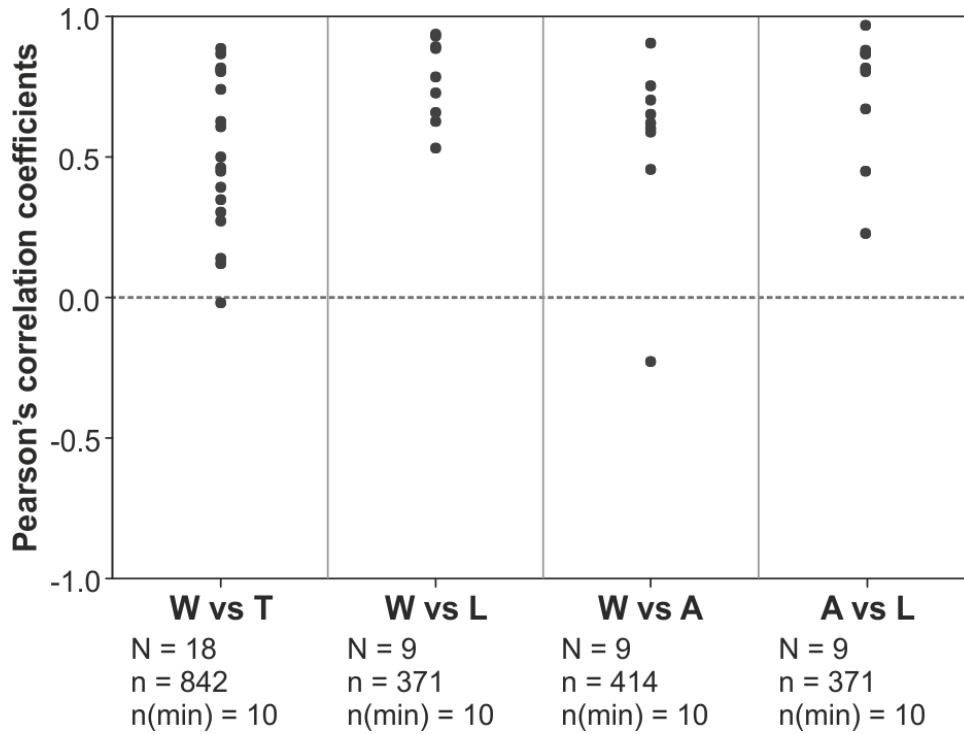 Pearson's correlation coefficients
1.0
0.5
0.0
-0.5
-1.0
W vs T
W vs L
W vs A
A vs L
N = 18
n = 842
n(min) = 10
N = 9
n = 371
n(min) = 10
N = 9
n = 414
n(min) = 10
N = 9
n = 371
n(min) = 10